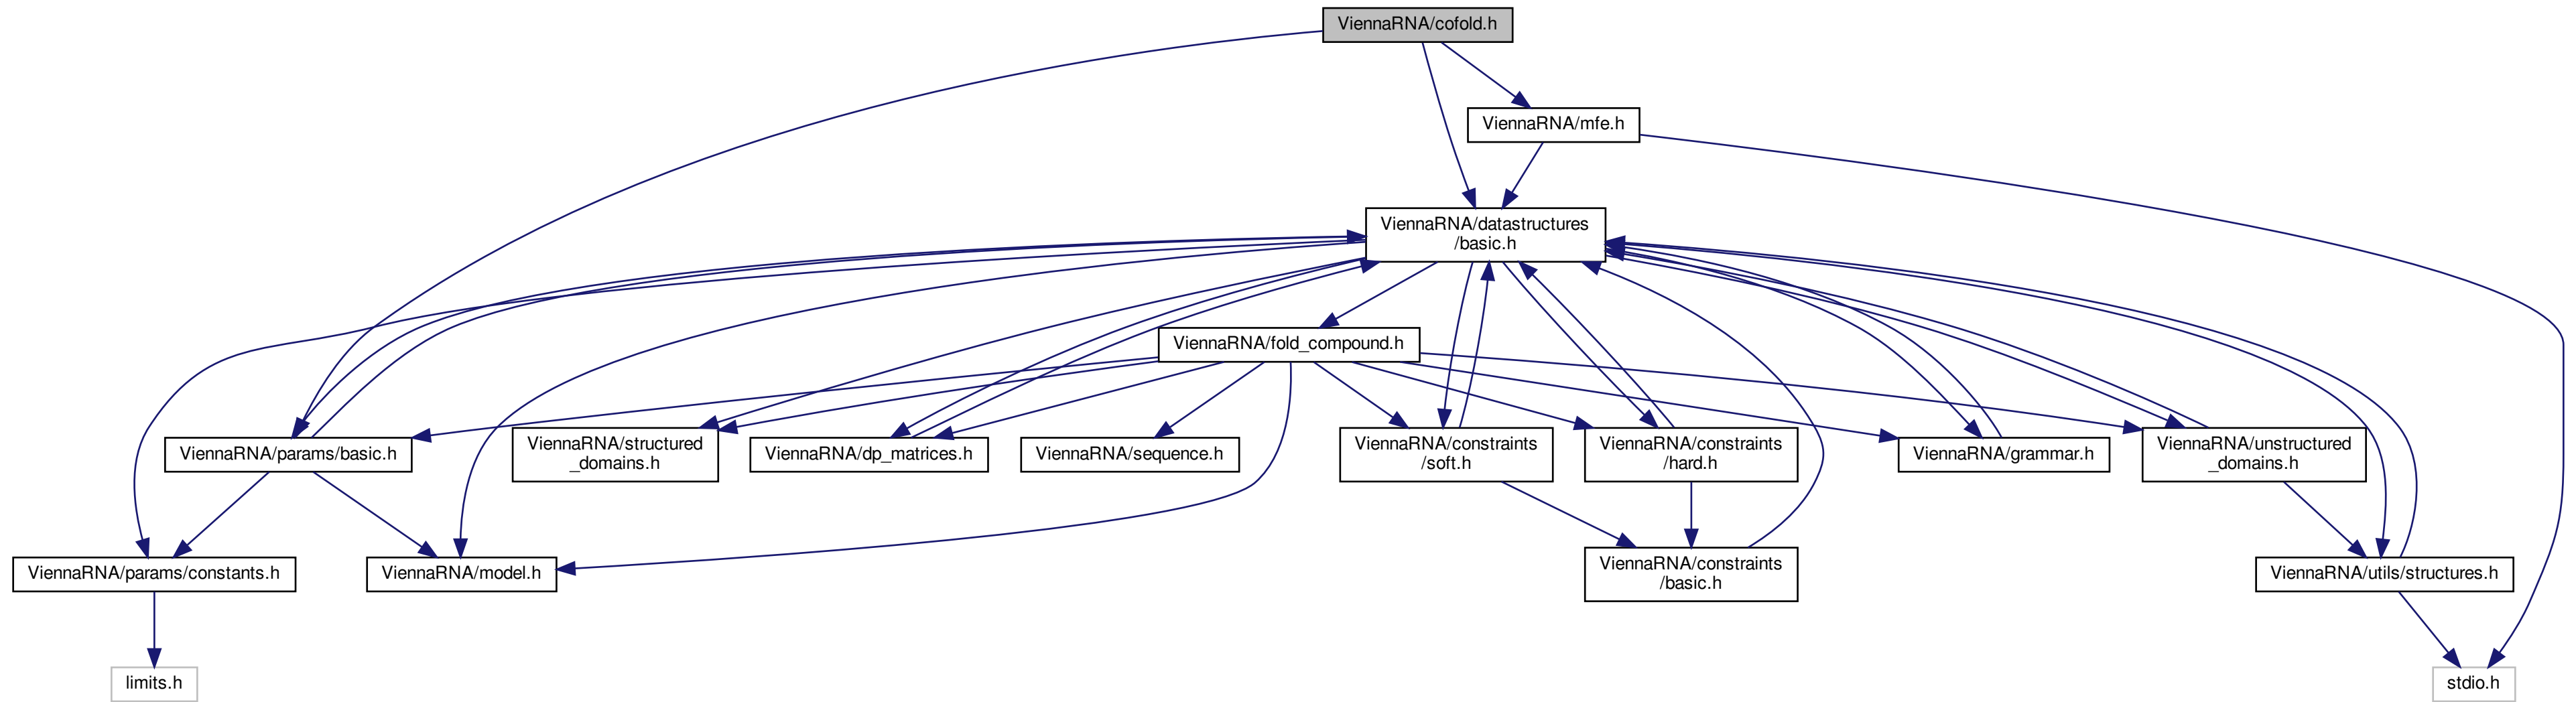 ViennaRNA/cofold.h
ViennaRNA/mfe.h
ViennaRNA/datastructures
/basic.h
ViennaRNA/fold_compound.h
ViennaRNA/params/basic.h
ViennaRNA/structured
_domains.h
ViennaRNA/dp_matrices.h
ViennaRNA/sequence.h
ViennaRNA/constraints
/soft.h
ViennaRNA/constraints
/hard.h
ViennaRNA/grammar.h
ViennaRNA/unstructured
_domains.h
ViennaRNA/params/constants.h
ViennaRNA/model.h
ViennaRNA/constraints
/basic.h
ViennaRNA/utils/structures.h
limits.h
stdio.h